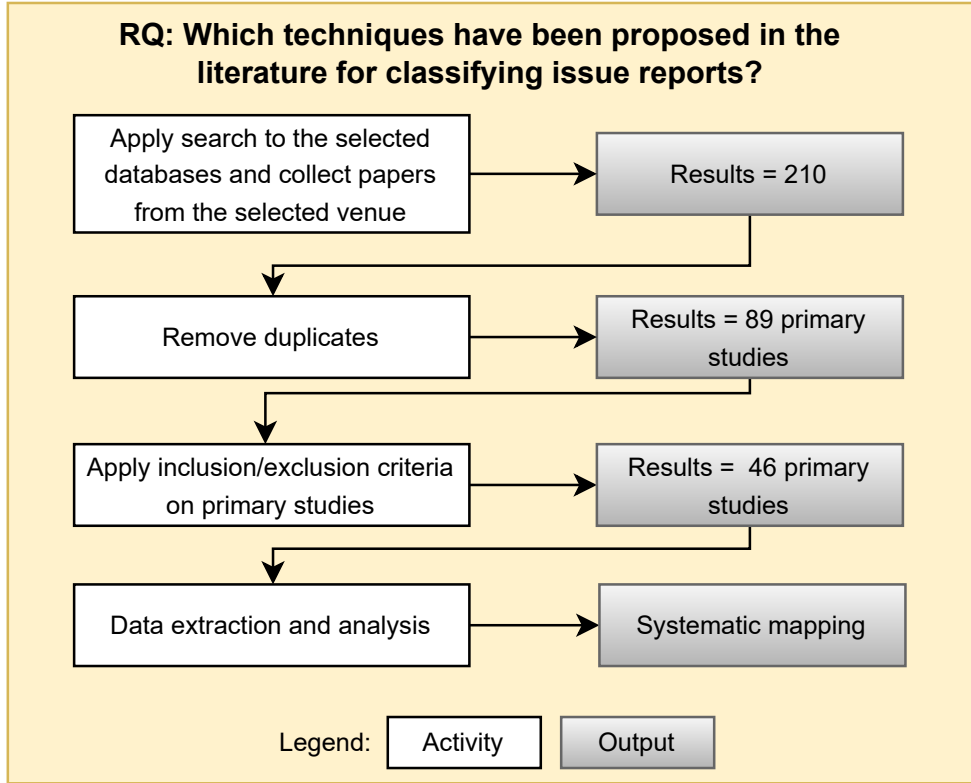 RQ: Which techniques have been proposed in the
literature for classifying issue reports?
Apply search to the selected
databases and collect papers
from the selected venue
Results = 210
Remove duplicates
Results = 89 primary
studies
Apply inclusion/exclusion criteria
on primary studies
Results =  46 primary
studies
Data extraction and analysis
Systematic mapping
Legend:
Activity
Output